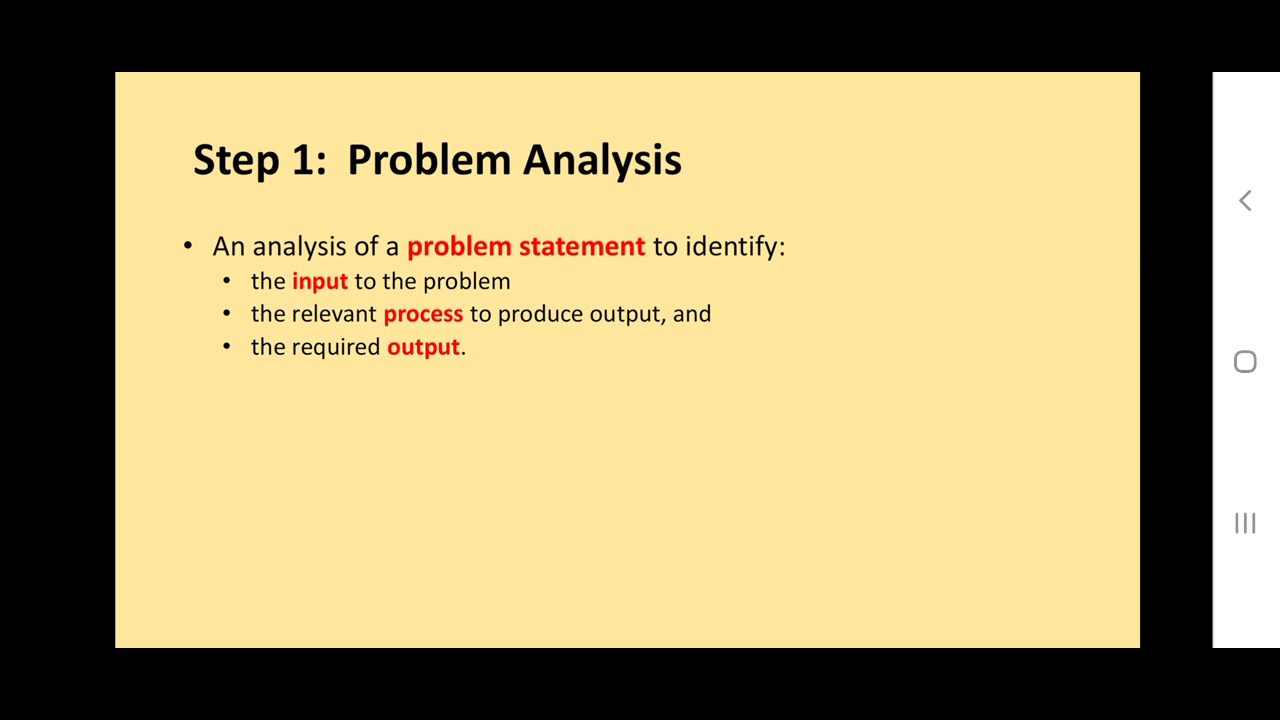 Step 1:  Problem Analysis
• An analysis of a problem statement to identify:
• the input to the problem
• the relevant process to produce output, and
• the required output.